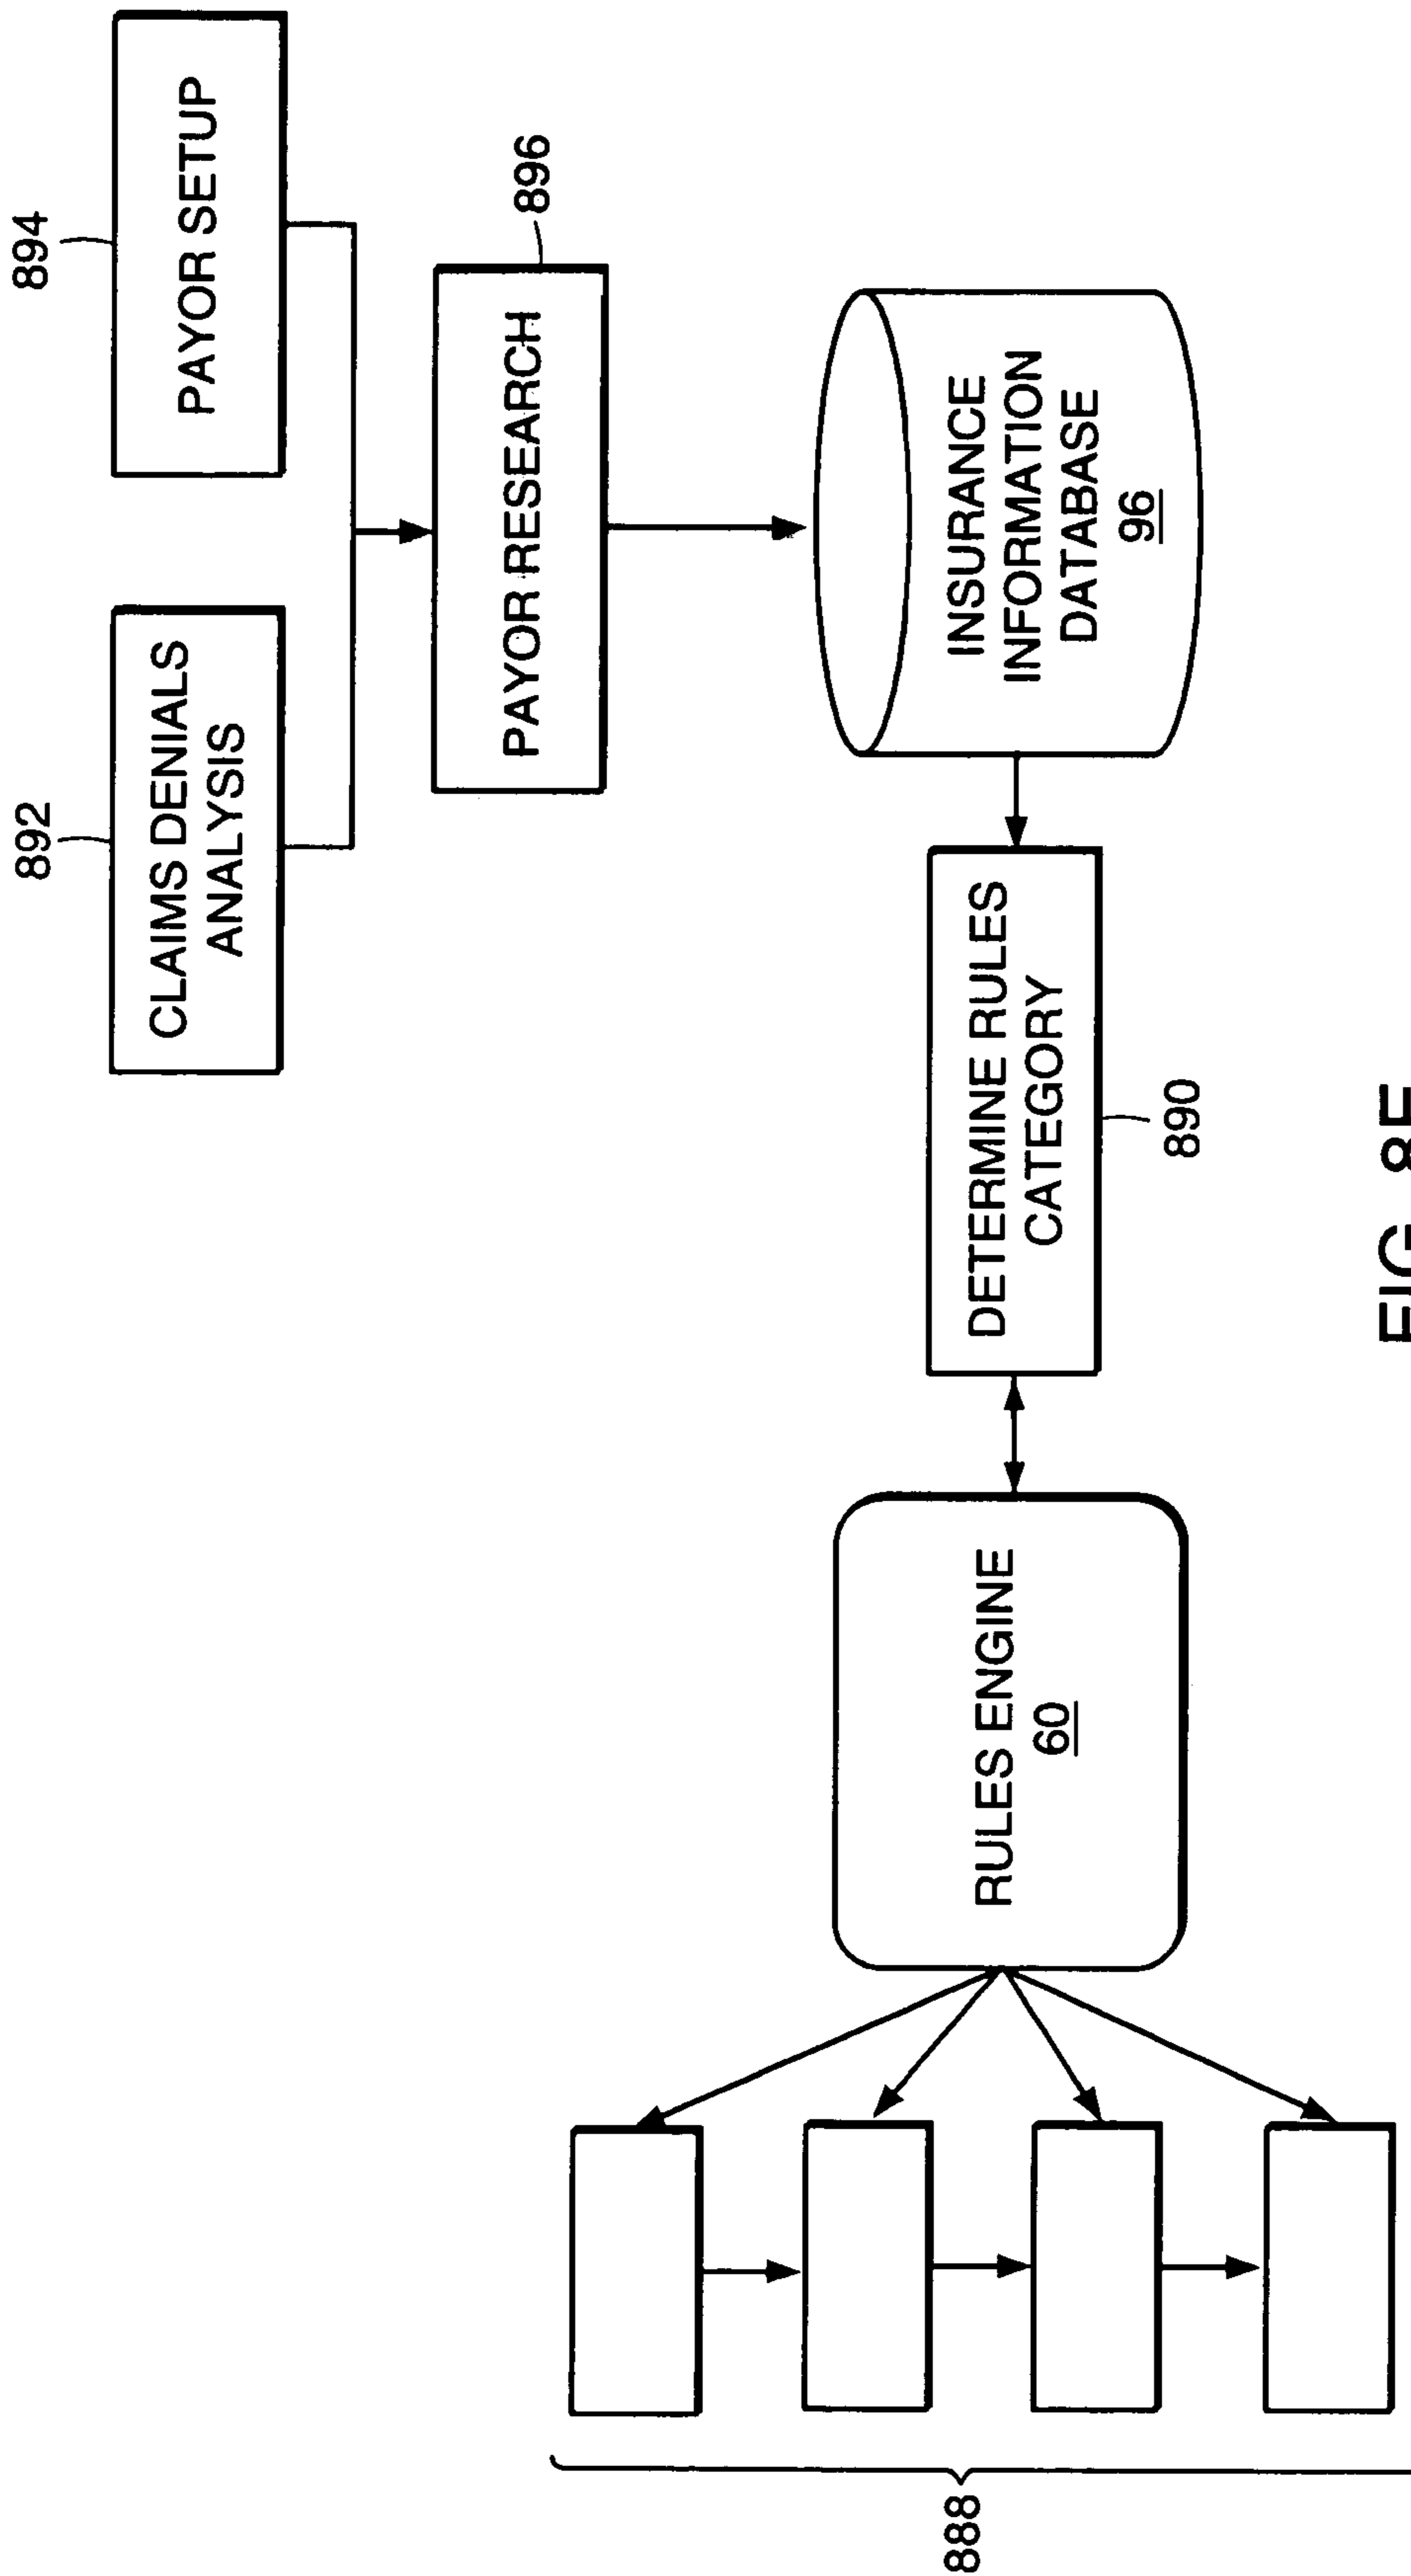 892
CLAIMS DENIALS
ANALYSIS
894
PAYOR SETUP
PAYOR RESEARCH
896
888
RULES ENGINE
60
DETERMINE RULES
CATEGORY
890
INSURANCE
INFORMATION
DATABASE
96
FIG